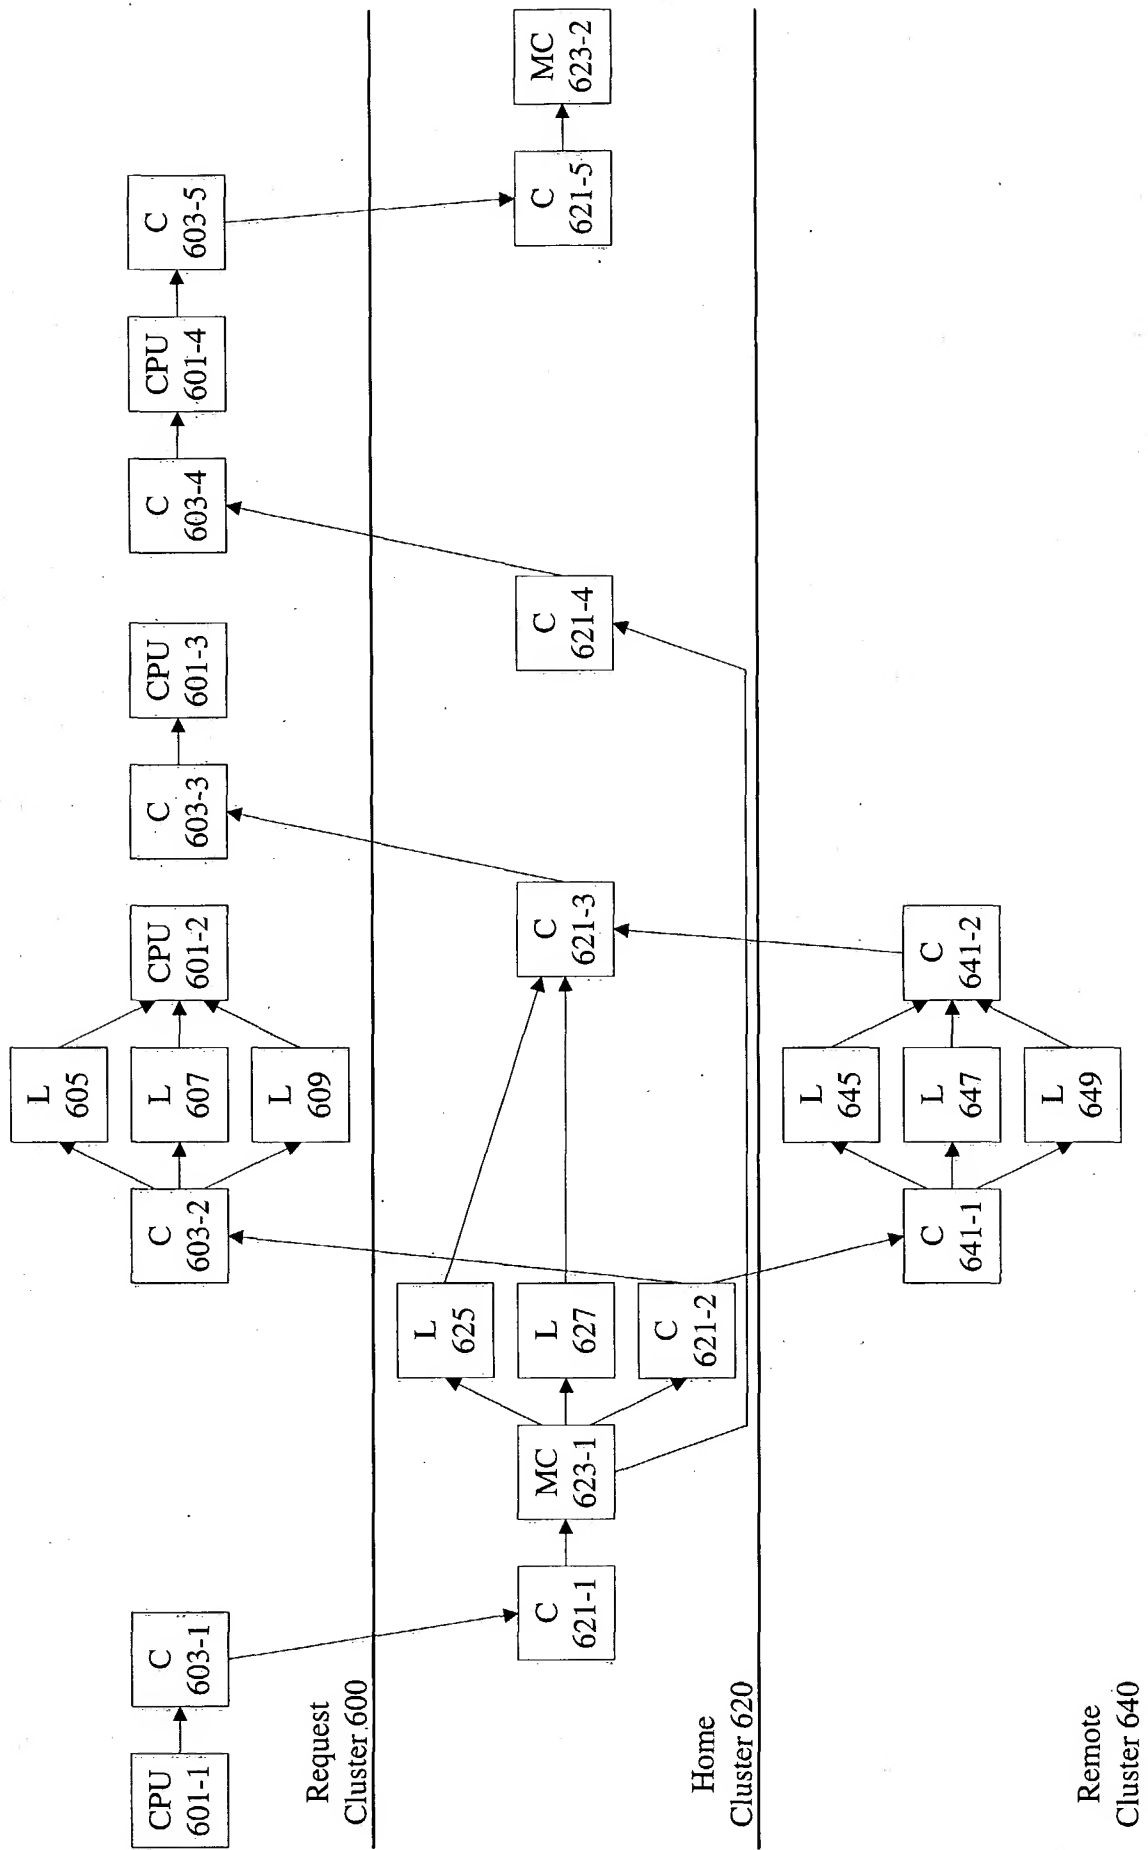 CPU
601-1
C
603-1
C
603-2
L
605
L
607
L
609
CPU
601-2
C
603-3
CPU
601-3
C
603-4
CPU
601-4
C
603-5
Request
Cluster 600
C
621-1
MC
623-1
L
625
L
627
C
621-2
C
621-3
C
621-4
C
621-5
MC
623-2
Home
Cluster 620
C
641-1
L
645
L
647
L
649
C
641-2
Remote
Cluster 640